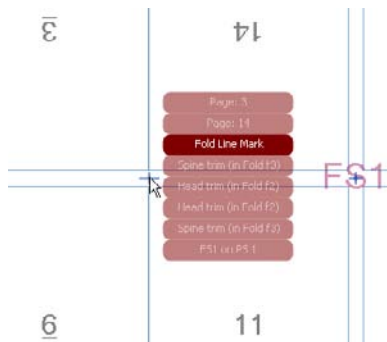 3 14
Page: 3
Page: 14
Fold Line Mark
Spine trim (in Fold f3)
Head trim (in Fold f2)
Head trim (in Fold f2)
Spine trim (in Fold f3)
FS1 on PS 1
FS1
6 11